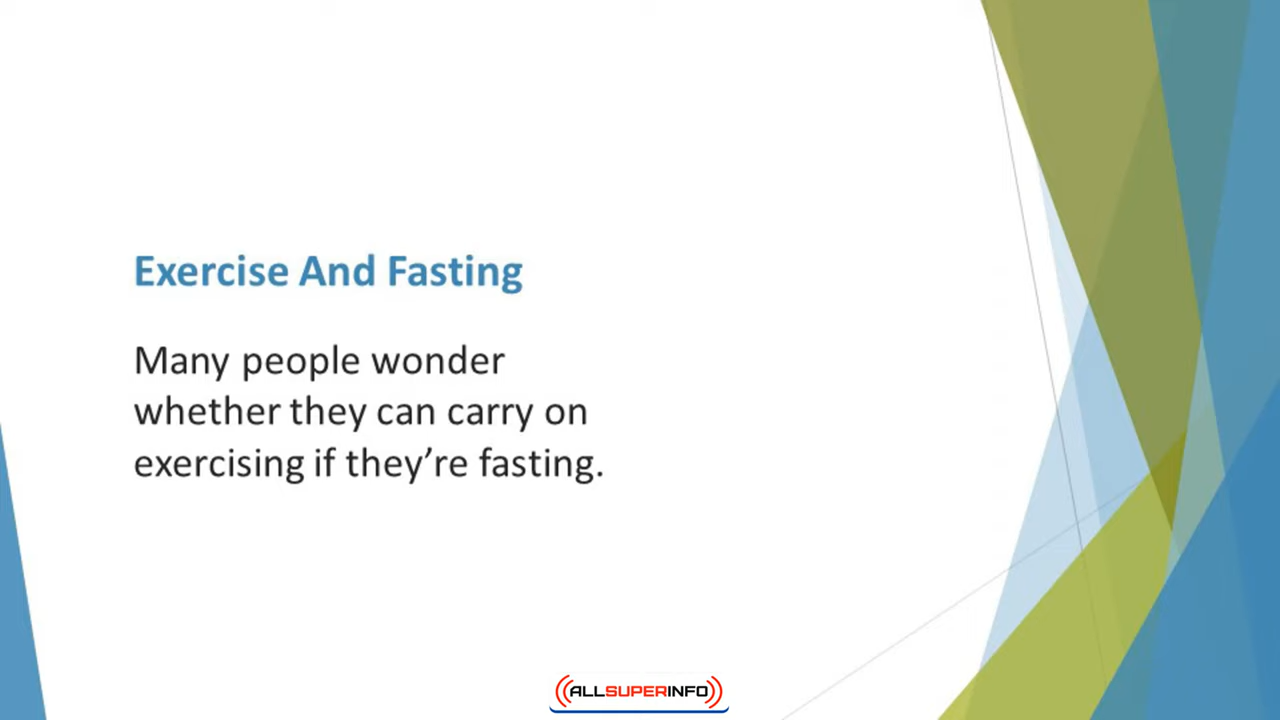 Exercise And Fasting
Many people wonder
whether they can carry on
exercising if they’re fasting.
ALLSUPERINFO